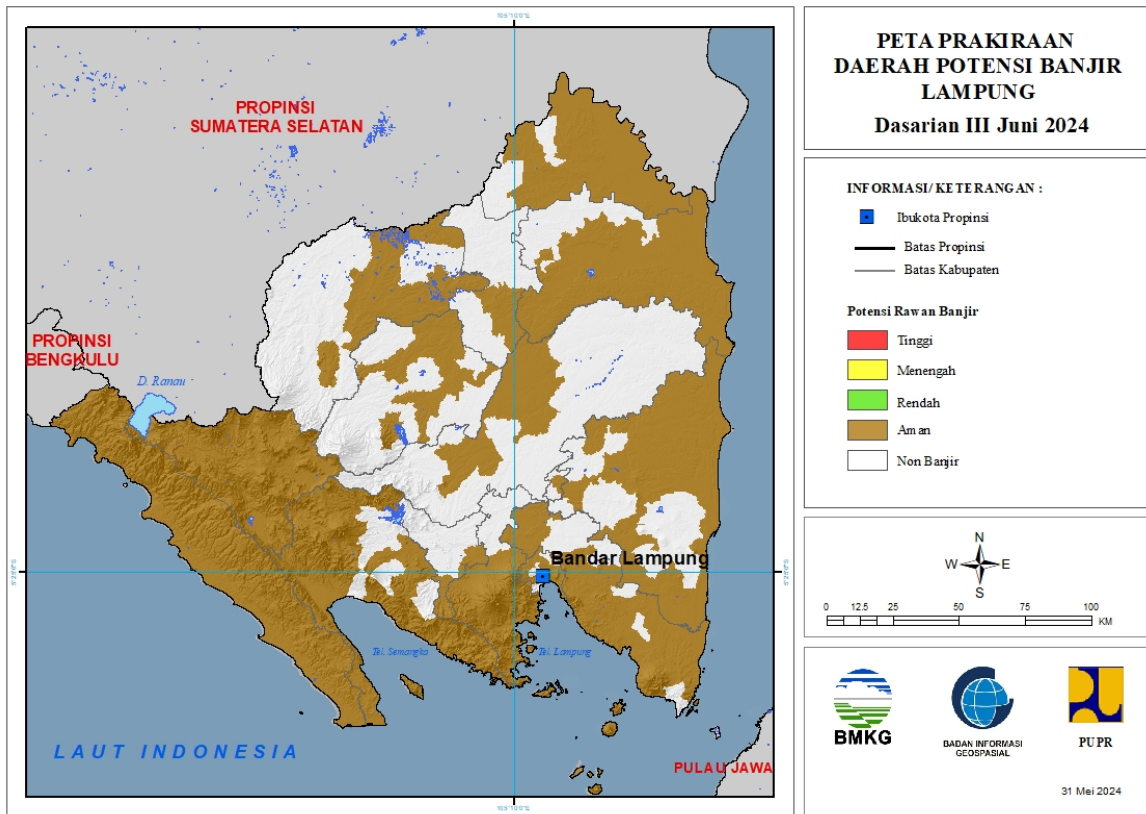 PETA PRAKIRAAN
DAERAH POTENSI BANJIR
LAMPUNG
Dasarian III Juni 2024
INFORMASI/ KETERANGAN :
Ibukota Propinsi
Batas Propinsi
Batas Kabupaten
Potensi Rawan Banjir
Tinggi
Menengah
Rendah
Aman
Non Banjir
N
W E
S
0 12.5 25 50 75 100
KM
BMKG
BADAN INFORMASI
GEOSPASIAL
PUPR
31 Mei 2024
PROPINSI
SUMATERA SELATAN
PROPINSI
BENGKULU
D. Ranau
Bandar Lampung
Tel. Semangka
Tel. Lampung
LAUT INDONESIA
PULAU JAWA